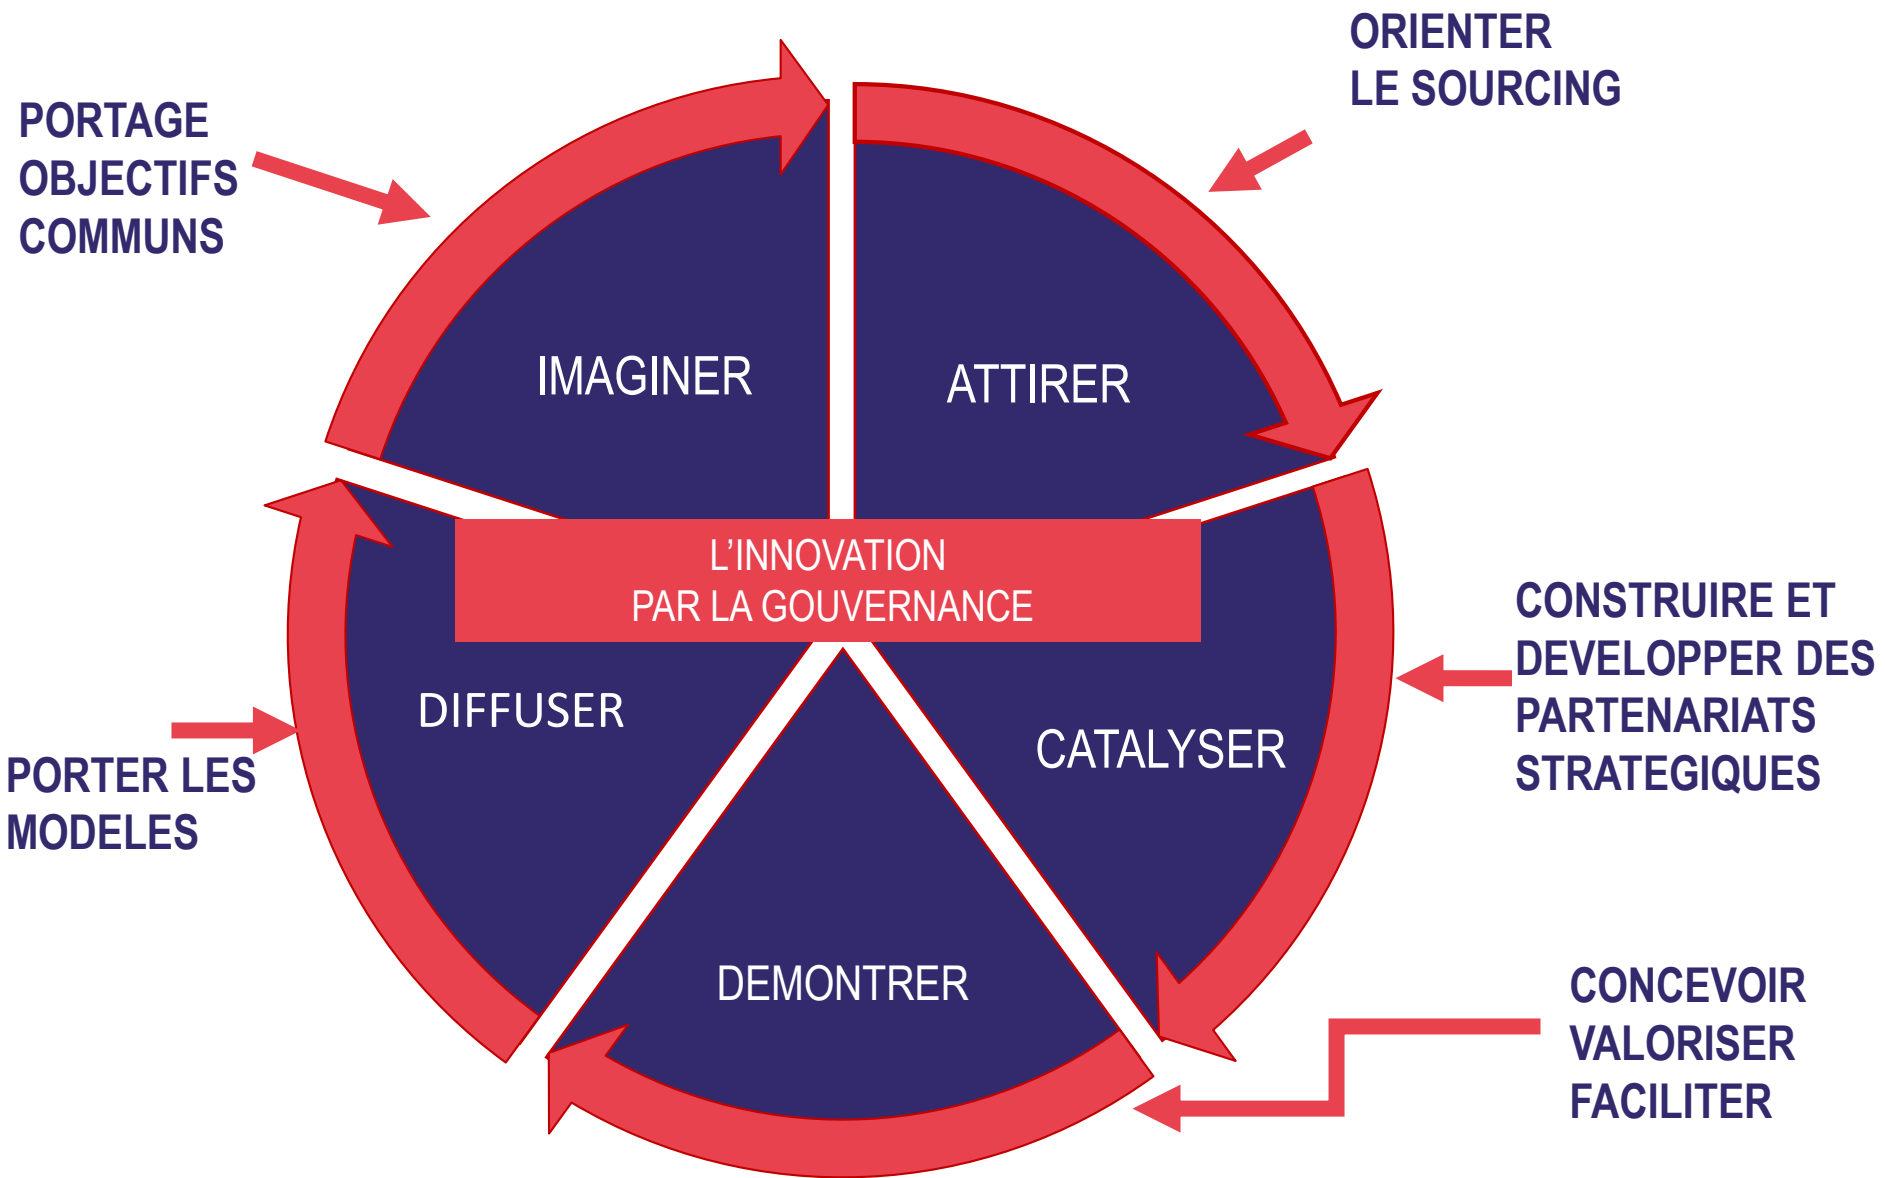 ORIENTER
LE SOURCING
PORTAGE
OBJECTIFS
COMMUNS
IMAGINER
ATTIRER
L’INNOVATION
PAR LA GOUVERNANCE
CONSTRUIRE ET
DEVELOPPER DES
PARTENARIATS
STRATEGIQUES
DIFFUSER
CATALYSER
PORTER LES
MODELES
DEMONTRER
CONCEVOIR
VALORISER
FACILITER